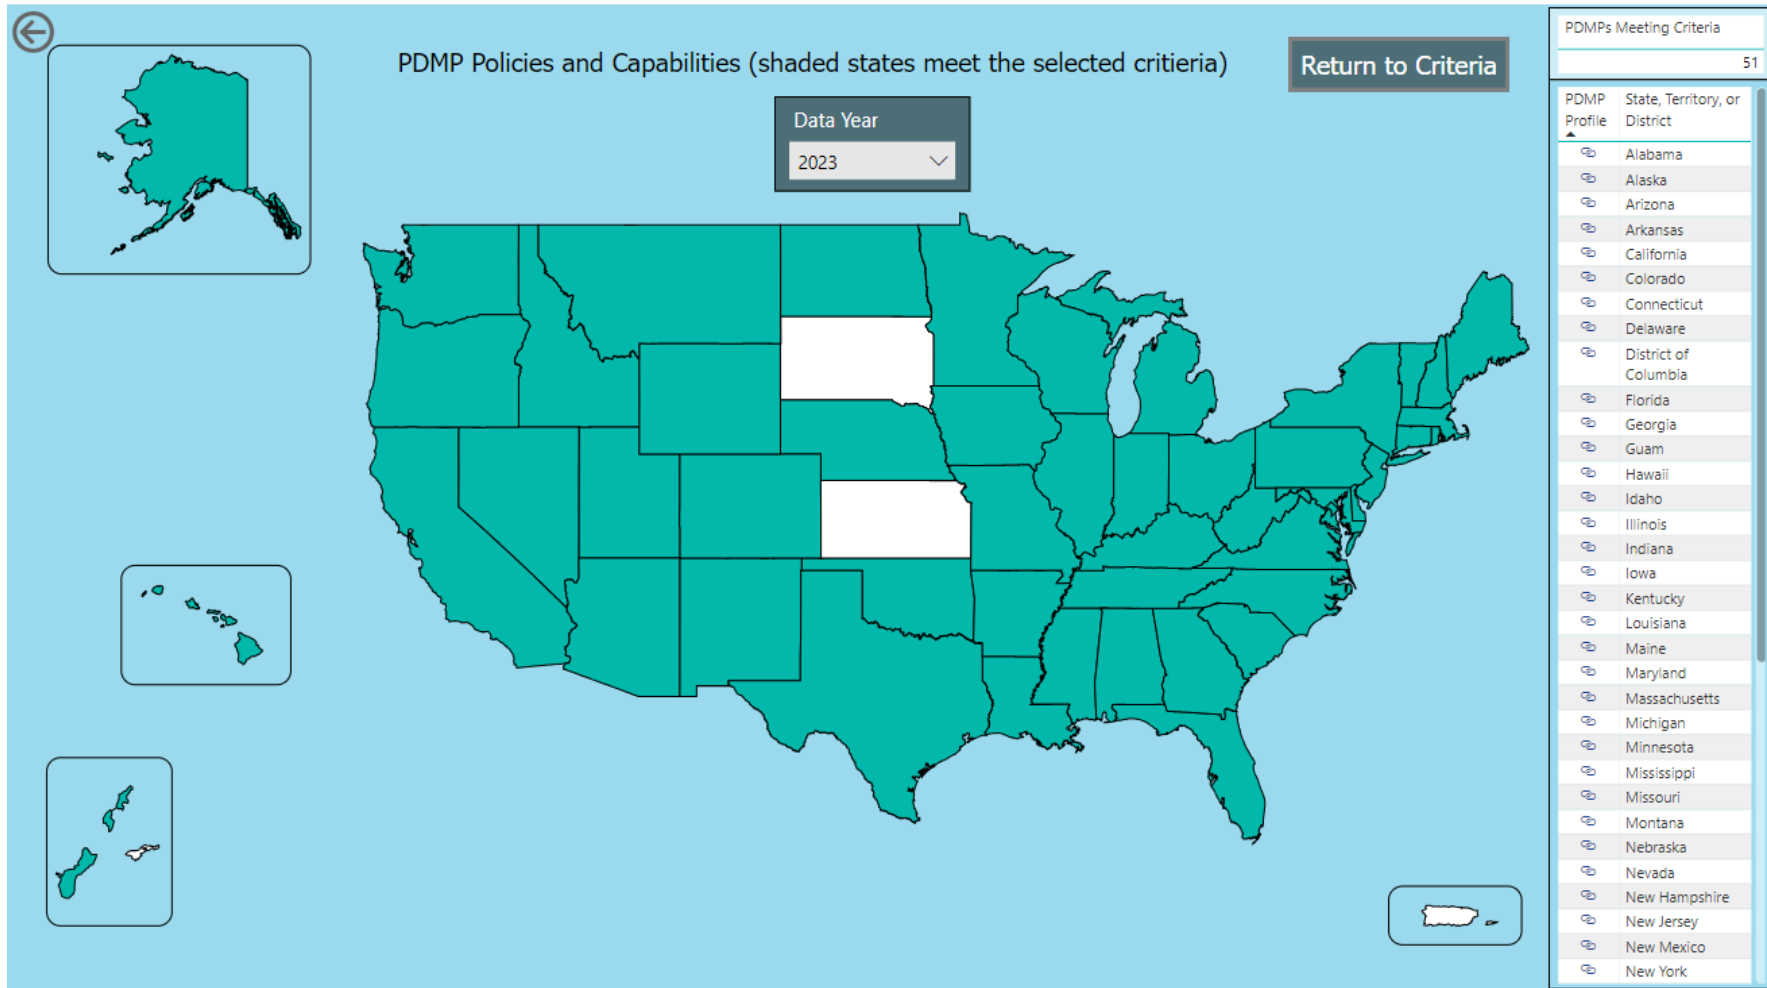 PDMP Policies and Capabilities (shaded states meet the selected critieria)
Return to Criteria
Data Year
2023
PDMPs Meeting Criteria
51
PDMP Profile
State, Territory, or District
Alabama
Alaska
Arizona
Arkansas
California
Colorado
Connecticut
Delaware
District of
Columbia
Florida
Georgia
Guam
Hawaii
Idaho
Illinois
Indiana
Iowa
Kentucky
Louisiana
Maine
Maryland
Massachusetts
Michigan
Minnesota
Mississippi
Missouri
Montana
Nebraska
Nevada
New Hampshire
New Jersey
New Mexico
New York